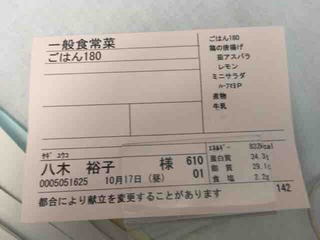 一般食常菜
ごはん180
ごはん180
鶏の唐揚げ
茹アスパラ
レモン
ミニサラダ
ハーフマヨP
煮物
牛乳
ヤギ ユウコ
八木 裕子 様 610
0005051625 10月17日(昼) 01
エネルギー 832kcal
蛋白質 24.3g
脂質 29.1g
食塩 2.2g
都合により献立を変更することがあります
142